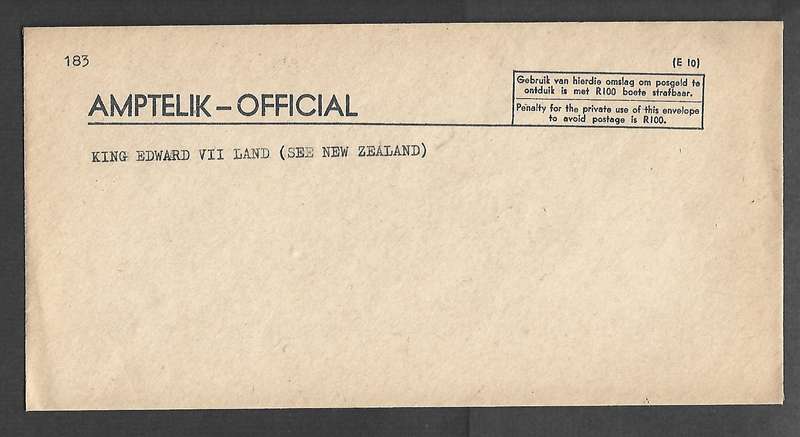 183
(E 10)
AMPTELIK – OFFICIAL
Gebruik van hierdie omslag om posgeld te
ontduik is met R100 boete strafbaar.
Penalty for the private use of this envelope
to avoid postage is R100.
KING EDWARD VII LAND (SEE NEW ZEALAND)